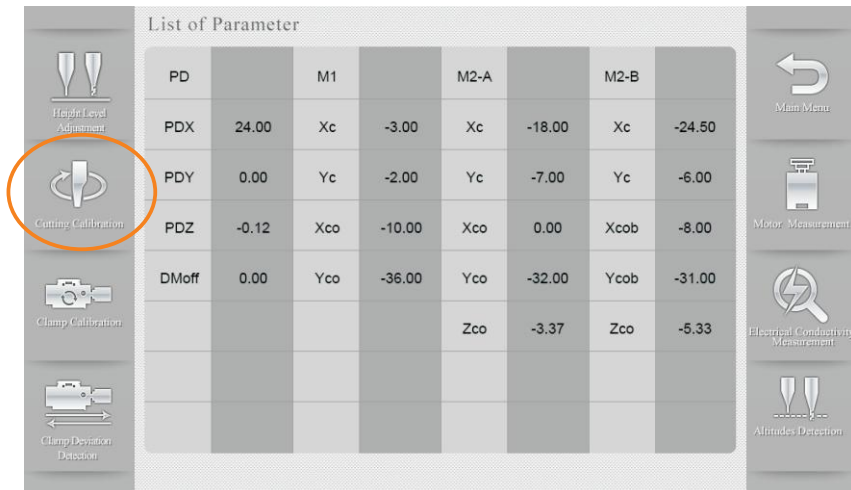 List of Parameter
Height Level
Adjustment
Cutting Calibration
Clamp Calibration
Clamp Deviation
Detection
PD M1 M2-A M2-B
PDX 24.00 Xc -3.00 Xc -18.00 Xc -24.50
PDY 0.00 Yc -2.00 Yc -7.00 Yc -6.00
PDZ -0.12 Xco -10.00 Xco 0.00 Xcob -8.00
DMoff 0.00 Yco -36.00 Yco -32.00 Ycob -31.00
Zco -3.37 Zco -5.33
Main Menu
Motor Measurement
Electrical Conductivity
Measurement
Altitudes Detection